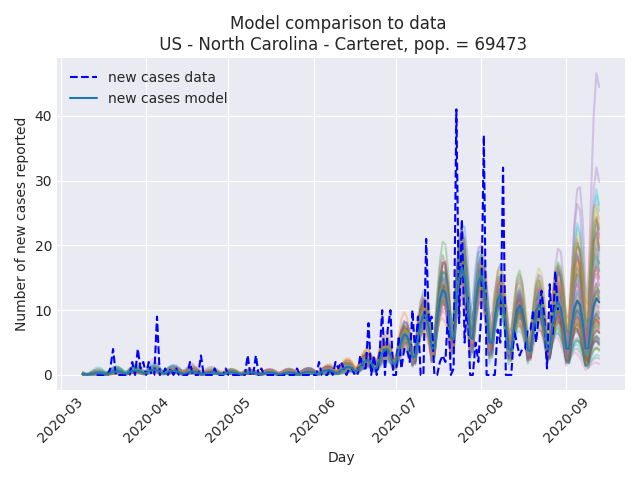 Model comparison to data
US - North Carolina - Carteret, pop. = 69473
new cases data
new cases model
Number of new cases reported
40
30
20
10
0
2020-03
2020-04
2020-05
2020-06
2020-07
2020-08
2020-09
Day